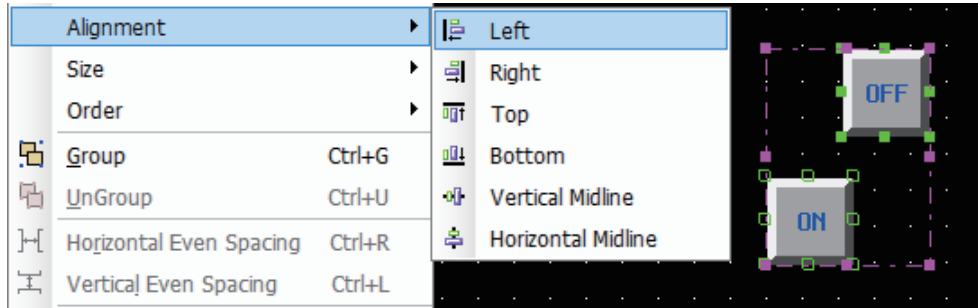 Alignment
Size
Order
Group Ctrl+G
UnGroup Ctrl+U
Horizontal Even Spacing Ctrl+R
Vertical Even Spacing Ctrl+L
Left
Right
Top
Bottom
Vertical Midline
Horizontal Midline
OFF
ON